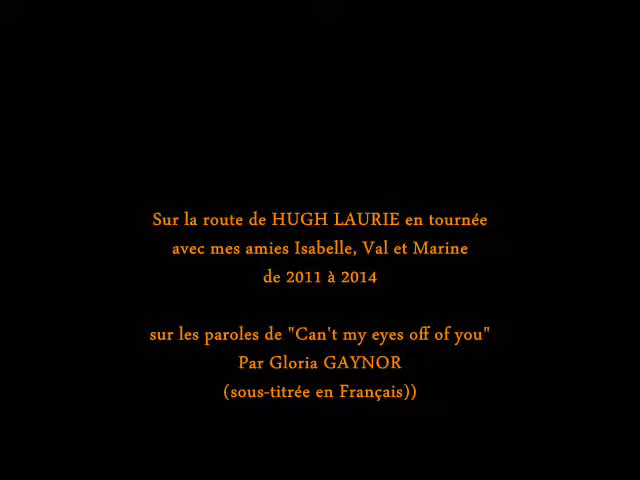 Sur la route de HUGH LAURIE en tournée
avec mes amies Isabelle, Val et Marine
de 2011 à 2014
sur les paroles de "Can't my eyes off of you"
Par Gloria GAYNOR
(sous-titrée en Français))